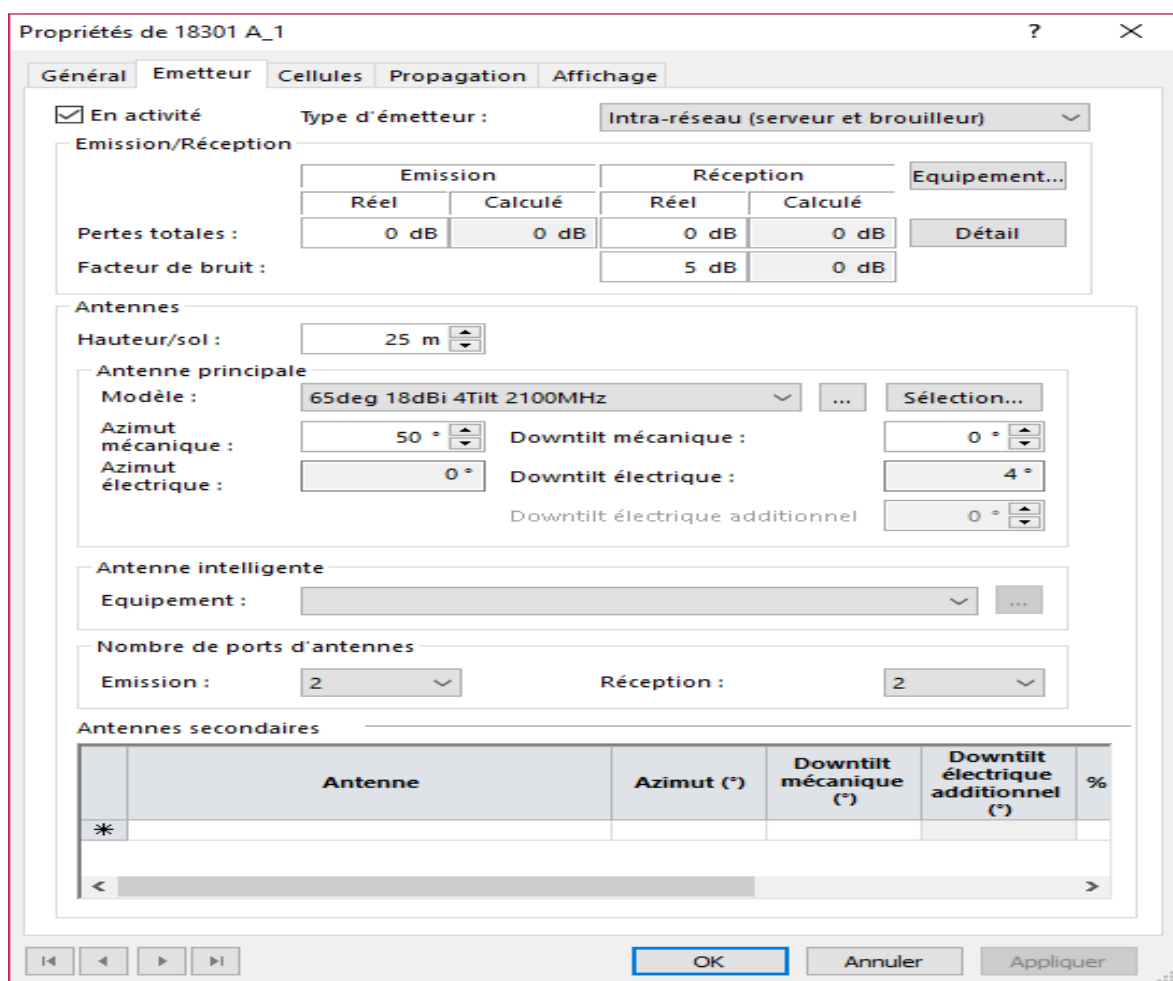 Propriétés de 18301 A_1 ?
Général Emetteur Cellules Propagation Affichage
En activité Type d'émetteur : Intra-réseau (serveur et brouilleur)
Emission/Réception
Emission Réception Equipement...
Réel Calculé Réel Calculé
Pertes totales : 0 dB 0 dB 0 dB 0 dB Détail
Facteur de bruit : 5 dB 0 dB
Antennes
Hauteur/sol : 25 m
Antenne principale
Modèle : 65deg 18dBi 4Tilt 2100MHz ... Sélection...
Azimut mécanique : 50 ° Downtilt mécanique : 0 °
Azimut électrique : 0 ° Downtilt électrique : 4 °
Downtilt électrique additionnel 0 °
Antenne intelligente
Equipement : ...
Nombre de ports d'antennes
Emission : 2 Réception : 2
Antennes secondaires
Antenne Azimut (°) Downtilt mécanique (°) Downtilt électrique additionnel (°) %
OK Annuler Appliquer